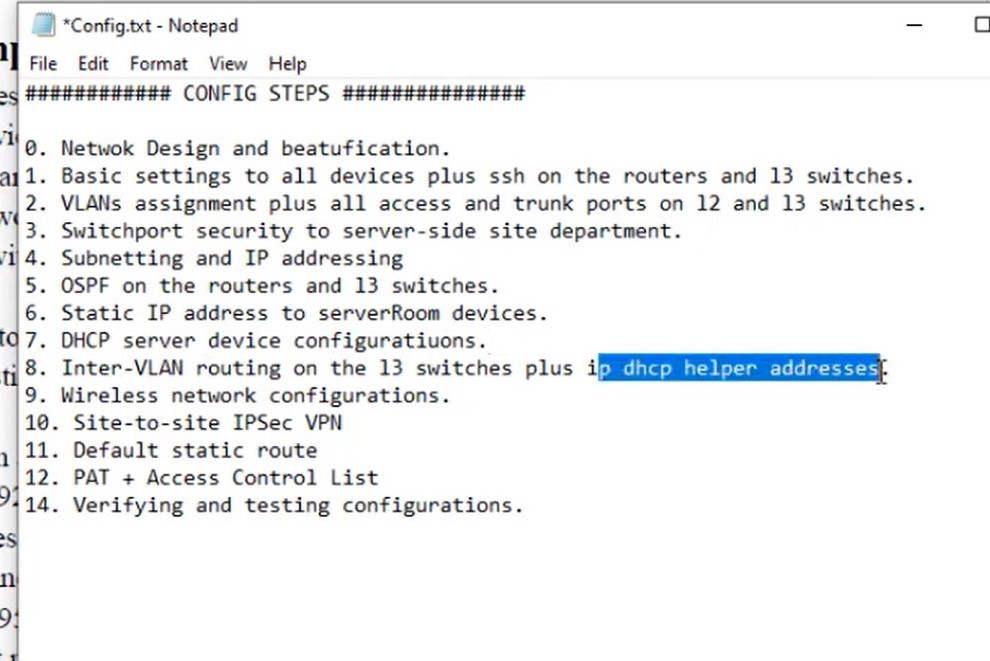 *Config.txt - Notepad
File Edit Format View Help
############ CONFIG STEPS ###############
0. Netwok Design and beatufication.
1. Basic settings to all devices plus ssh on the routers and l3 switches.
2. VLANs assignment plus all access and trunk ports on l2 and l3 switches.
3. Switchport security to server-side site department.
4. Subnetting and IP addressing
5. OSPF on the routers and l3 switches.
6. Static IP address to serverRoom devices.
7. DHCP server device configuratiuons.
8. Inter-VLAN routing on the l3 switches plus ip dhcp helper addresses.
9. Wireless network configurations.
10. Site-to-site IPSec VPN
11. Default static route
12. PAT + Access Control List
14. Verifying and testing configurations.